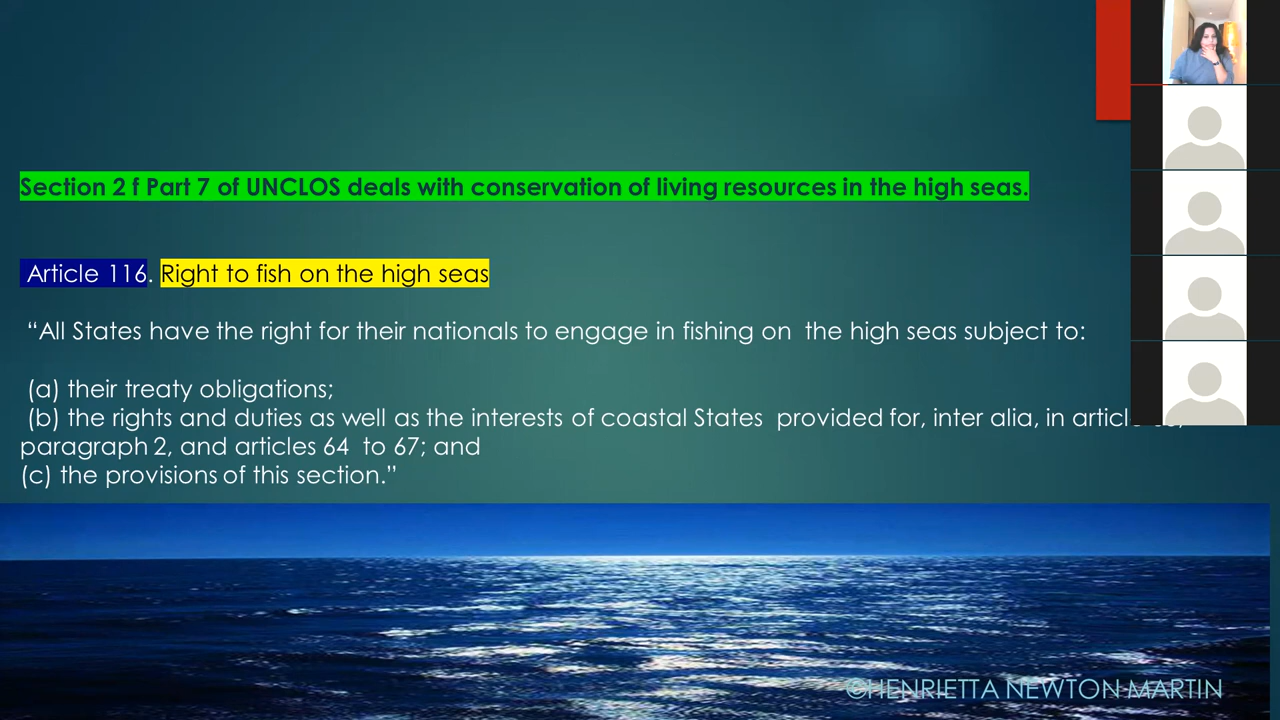 Section 2 f Part 7 of UNCLOS deals with conservation of living resources in the high seas.
Article 116. Right to fish on the high seas
“All States have the right for their nationals to engage in fishing on the high seas subject to:
(a) their treaty obligations;
(b) the rights and duties as well as the interests of coastal States provided for, inter alia, in
paragraph 2, and articles 64 to 67; and
(c) the provisions of this section.”
©HENRIETTA NEWTON MARTIN